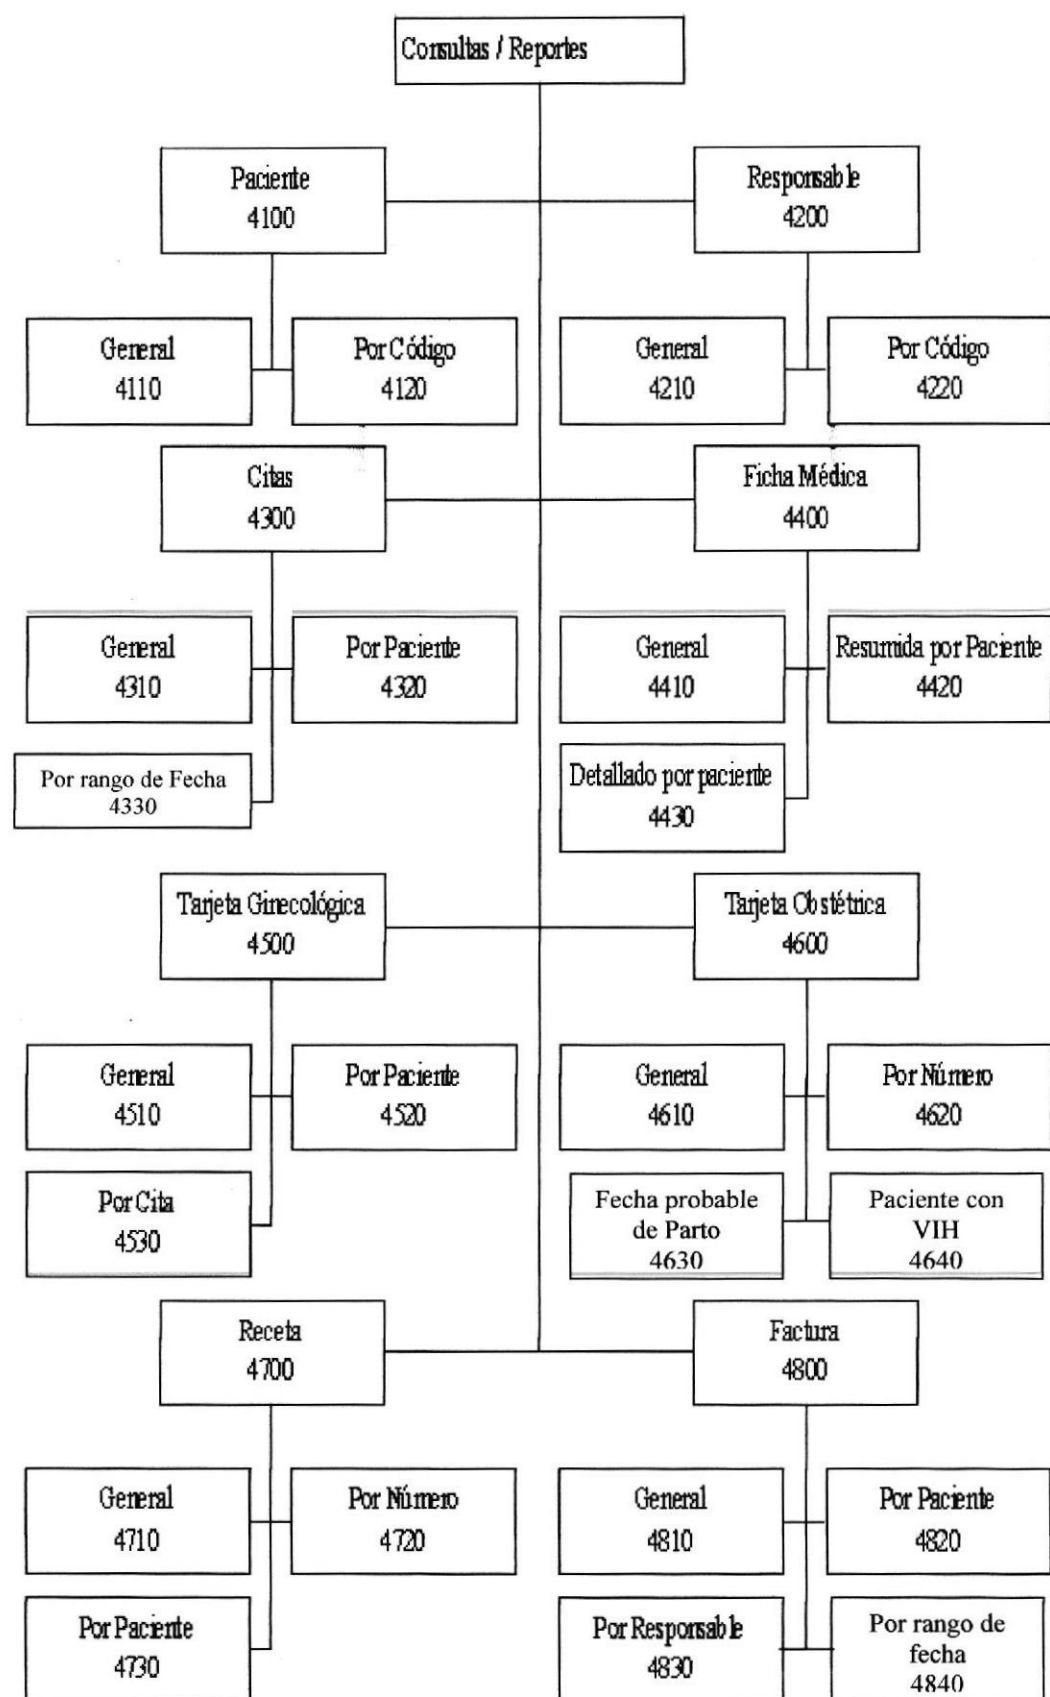 Consultas / Reportes
Paciente
4100
Responsable
4200
General
4110
Por Código
4120
General
4210
Por Código
4220
Citas
4300
Ficha Médica
4400
General
4310
Por Paciente
4320
General
4410
Resumida por Paciente
4420
Por rango de Fecha
4330
Detallado por paciente
4430
Tarjeta Ginecológica
4500
Tarjeta Obstétrica
4600
General
4510
Por Paciente
4520
General
4610
Por Número
4620
Por Cita
4530
Fecha probable
de Parto
4630
Paciente con
VIH
4640
Receta
4700
Factura
4800
General
4710
Por Número
4720
General
4810
Por Paciente
4820
Por Paciente
4730
Por Responsable
4830
Por rango de
fecha
4840